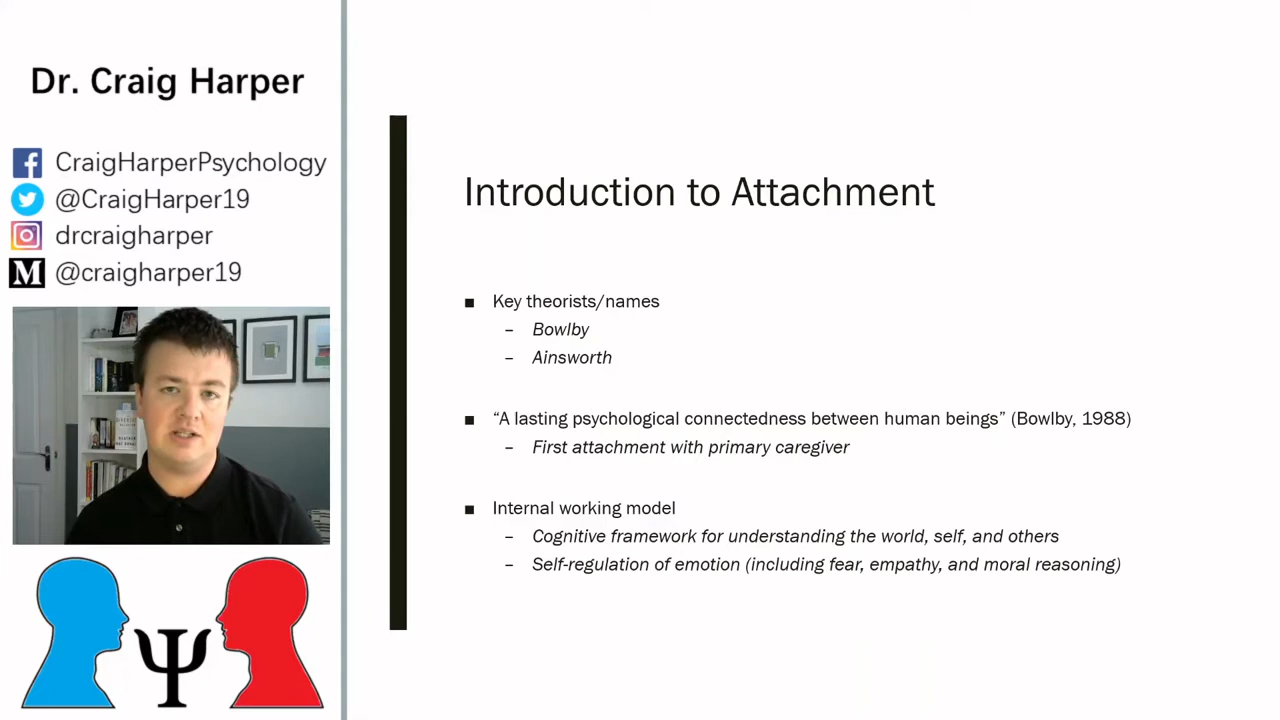 Dr. Craig Harper
CraigHarperPsychology
@CraigHarper19
drcraigharper
M @craigharper19
Ψ
Introduction to Attachment
■ Key theorists/names
– Bowlby
– Ainsworth
■ “A lasting psychological connectedness between human beings” (Bowlby, 1988)
– First attachment with primary caregiver
■ Internal working model
– Cognitive framework for understanding the world, self, and others
– Self-regulation of emotion (including fear, empathy, and moral reasoning)